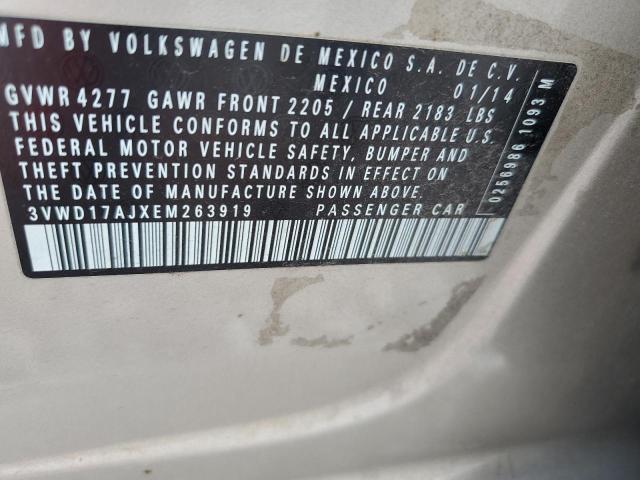 MFD BY VOLKSWAGEN DE MEXICO S.A. DE C.V.
MEXICO 01/14
GVWR 4277 GAWR FRONT 2205 / REAR 2183 LBS
THIS VEHICLE CONFORMS TO ALL APPLICABLE U.S.
FEDERAL MOTOR VEHICLE SAFETY, BUMPER AND
THEFT PREVENTION STANDARDS IN EFFECT ON
THE DATE OF MANUFACTURE SHOWN ABOVE.
3VWD17AJXEM263919 PASSENGER CAR
0256986 1093 M